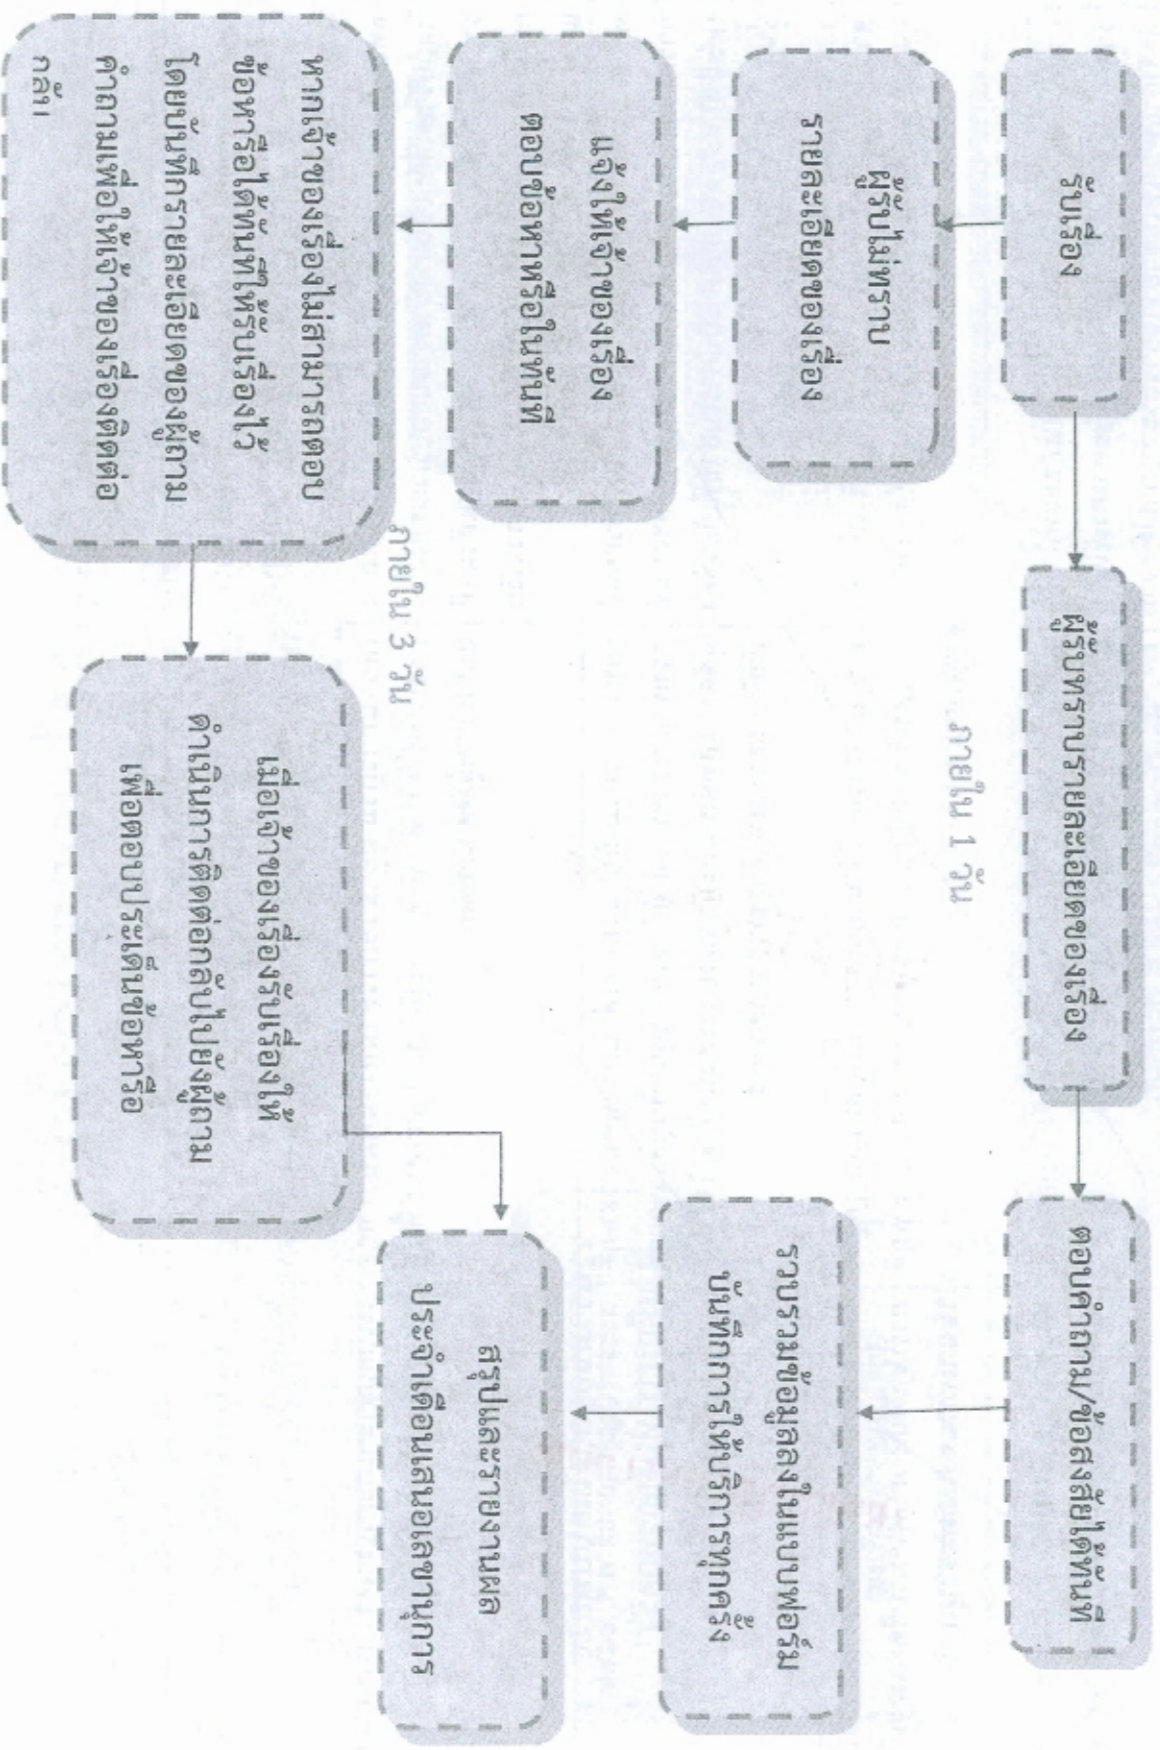 รับเรื่อง
ผู้รับทราบรายละเอียดของเรื่อง
ตอบคำถาม/ข้อสงสัยได้ทันที
ภายใน 1 วัน
ผู้รับไม่ทราบ
รายละเอียดของเรื่อง
รวบรวมข้อมูลลงในแบบฟอร์ม
บันทึกการให้บริการทุกครั้ง
แจ้งให้เจ้าของเรื่อง
ตอบข้อหาหรือในทันที
สรุปและรายงานผล
ประจำเดือนเสนอเลขานุการ
ภายใน 3 วัน
หากเจ้าของเรื่องไม่สามารถตอบ
ข้อหารือได้ทันทีให้รับเรื่องไว้
โดยบันทึกรายละเอียดของผู้ถาม
คำถามเพื่อให้เจ้าของเรื่องติดต่อ
กลับ
เมื่อเจ้าของเรื่องรับเรื่องให้
ดำเนินการติดต่อกลับไปยังผู้ถาม
เพื่อตอบประเด็นข้อหารือ